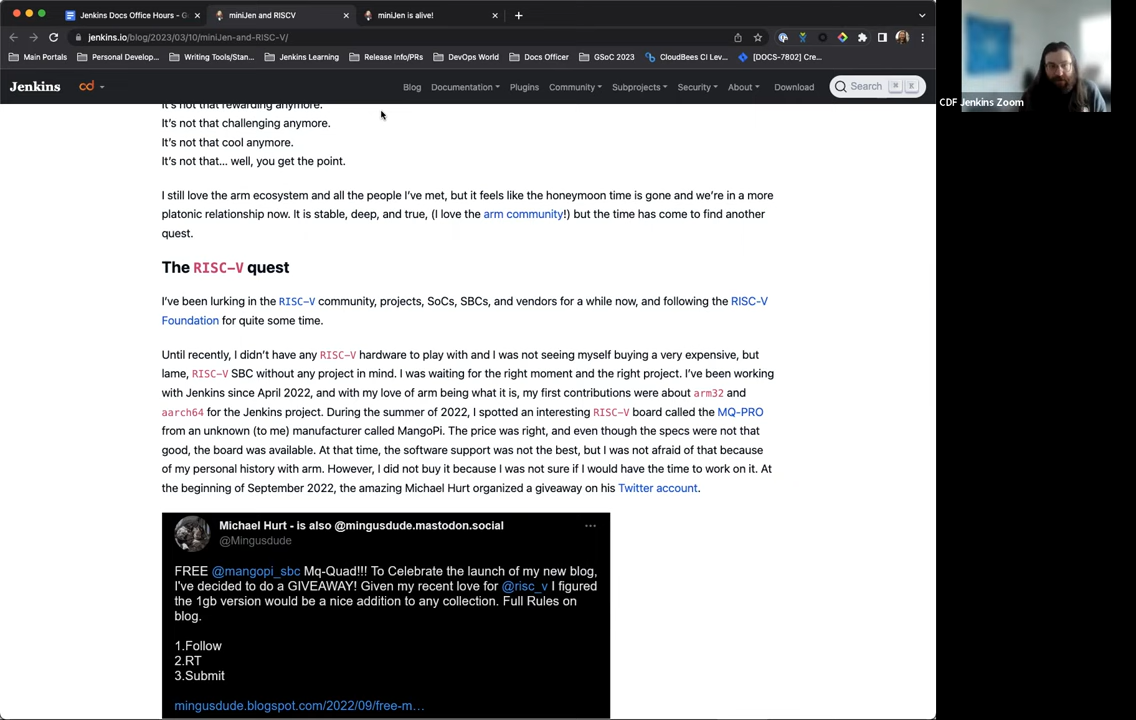 Jenkins Docs Office Hours - G
miniJen and RISCV
miniJen is alive!
jenkins.io/blog/2023/03/10/miniJen-and-RISC-V/
Main Portals
Personal Develop...
Writing Tools/Stan...
Jenkins Learning
Release Info/PRs
DevOps World
Docs Officer
GSoC 2023
CloudBees CI Lev...
[DOCS-7802] Cre...
Jenkins
cd
Blog
Documentation
Plugins
Community
Subprojects
Security
About
Download
Search
K
CDF Jenkins Zoom
It's not that rewarding anymore.
It's not that challenging anymore.
It's not that cool anymore.
It's not that... well, you get the point.
I still love the arm ecosystem and all the people I've met, but it feels like the honeymoon time is gone and we're in a more
platonic relationship now. It is stable, deep, and true, (I love the arm community!) but the time has come to find another
quest.
The RISC-V quest
I've been lurking in the RISC-V community, projects, SoCs, SBCs, and vendors for a while now, and following the RISC-V
Foundation for quite some time.
Until recently, I didn't have any RISC-V hardware to play with and I was not seeing myself buying a very expensive, but
lame, RISC-V SBC without any project in mind. I was waiting for the right moment and the right project. I've been working
with Jenkins since April 2022, and with my love of arm being what it is, my first contributions were about arm32 and
aarch64 for the Jenkins project. During the summer of 2022, I spotted an interesting RISC-V board called the MQ-PRO
from an unknown (to me) manufacturer called MangoPi. The price was right, and even though the specs were not that
good, the board was available. At that time, the software support was not the best, but I was not afraid of that because
of my personal history with arm. However, I did not buy it because I was not sure if I would have the time to work on it. At
the beginning of September 2022, the amazing Michael Hurt organized a giveaway on his Twitter account.
Michael Hurt - is also @mingusdude.mastodon.social
@Mingusdude
FREE @mangopi_sbc Mq-Quad!!! To Celebrate the launch of my new blog,
I've decided to do a GIVEAWAY! Given my recent love for @risc_v I figured
the 1gb version would be a nice addition to any collection. Full Rules on
blog.
1.Follow
2.RT
3.Submit
mingusdude.blogspot.com/2022/09/free-m...